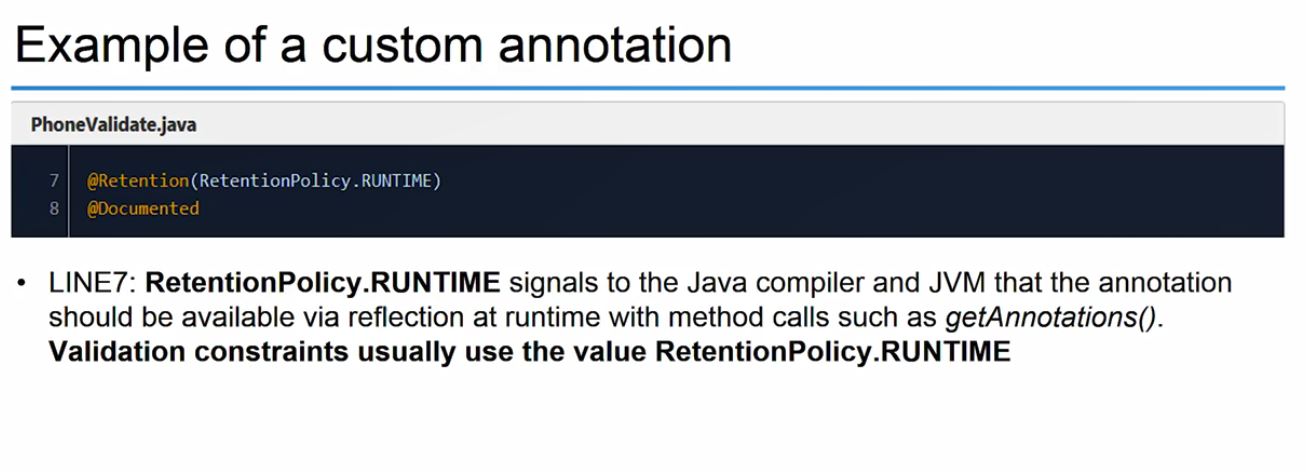 Example of a custom annotation
PhoneValidate.java
7 @Retention(RetentionPolicy.RUNTIME)
8 @Documented
• LINE7: RetentionPolicy.RUNTIME signals to the Java compiler and JVM that the annotation
should be available via reflection at runtime with method calls such as getAnnotations().
Validation constraints usually use the value RetentionPolicy.RUNTIME